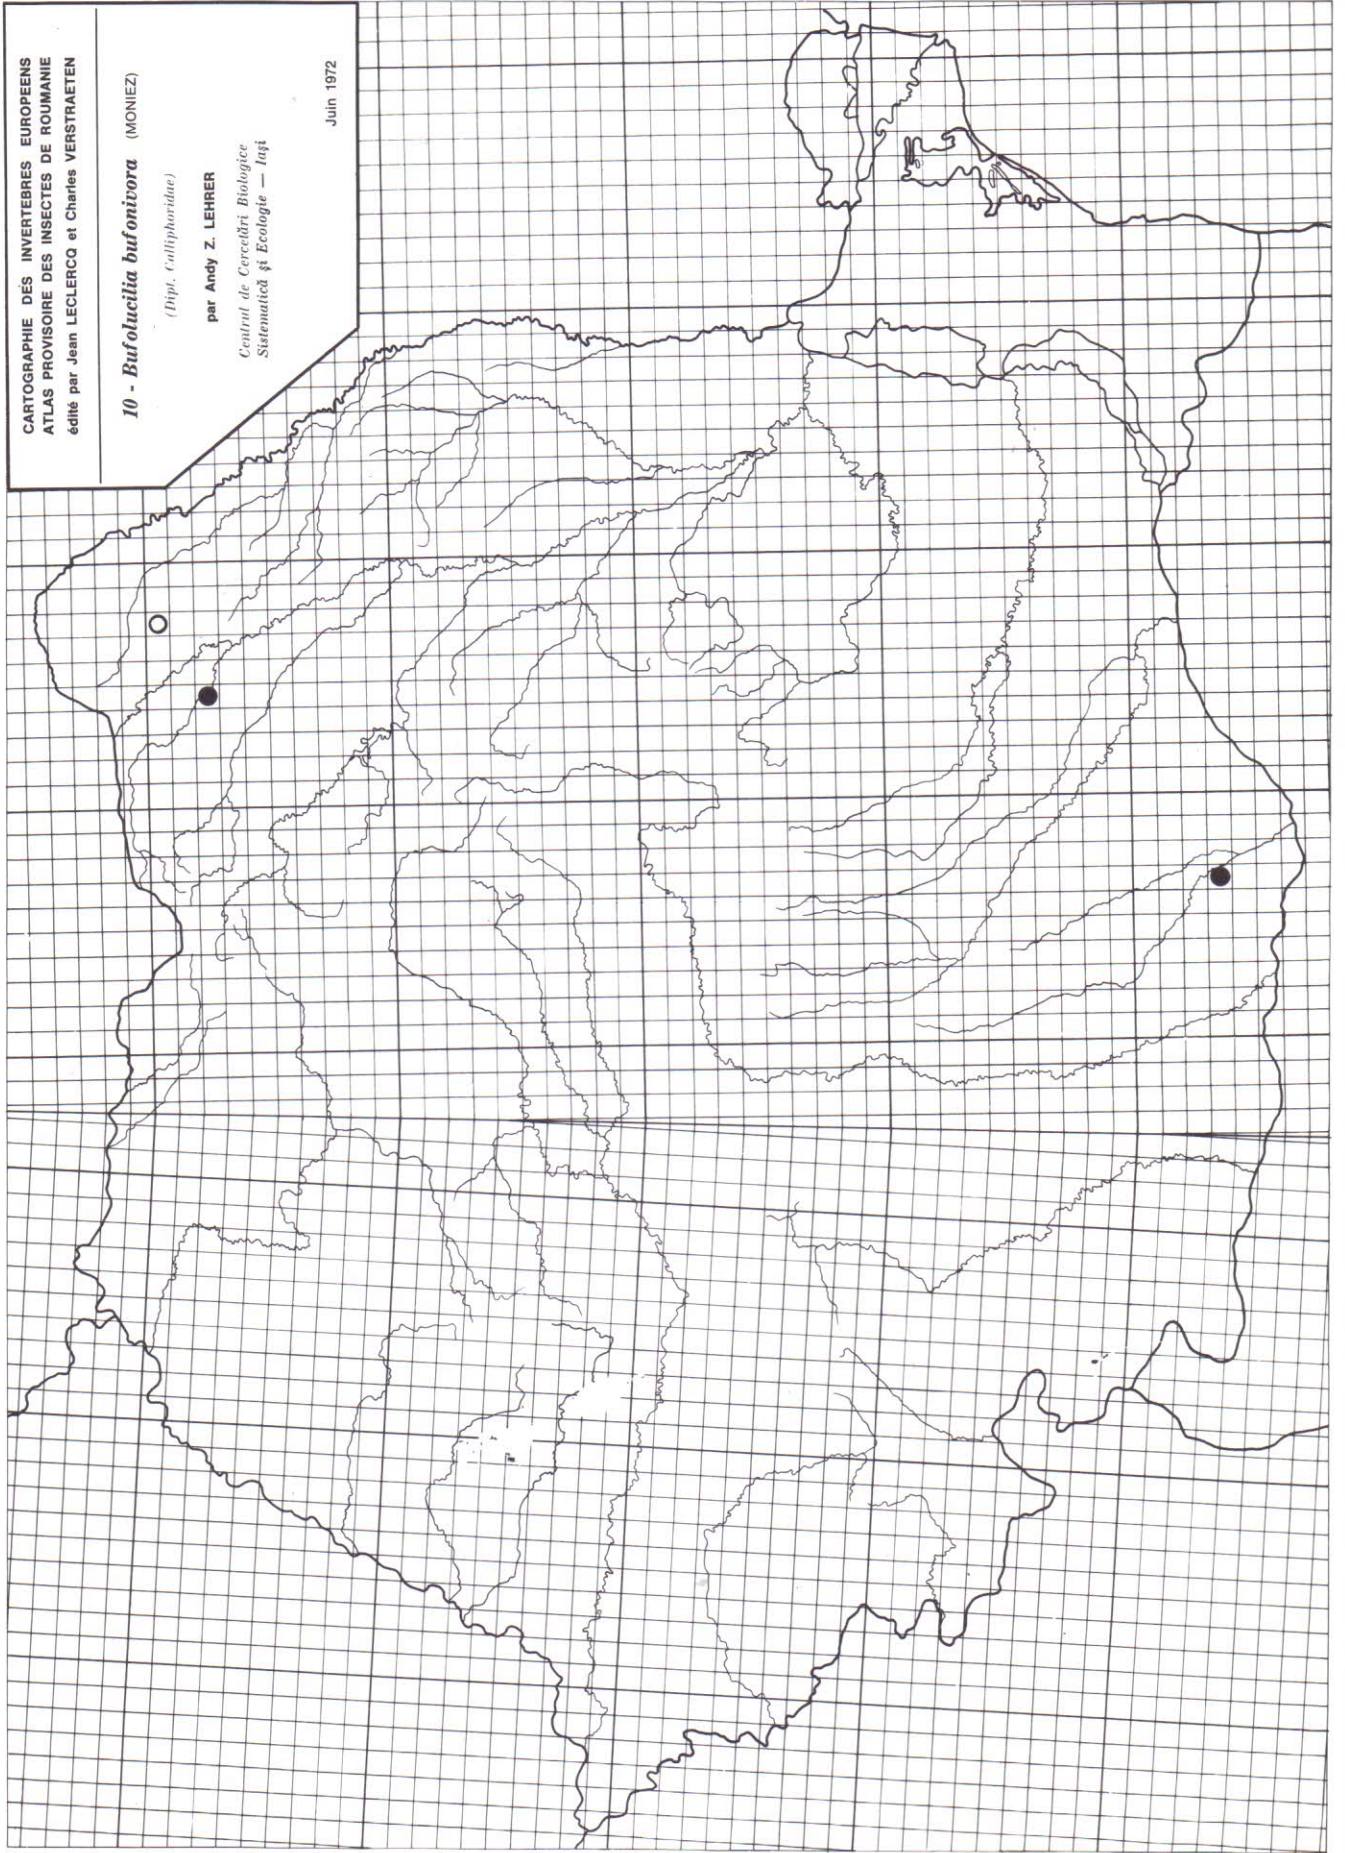 CARTOGRAPHIE DES INVERTEBRES EUROPEENS
ATLAS PROVISOIRE DES INSECTES DE ROUMANIE
édité par Jean LECLERCQ et Charles VERSTRAETEN
10 - Bufolucilia bufonivora (MONIEZ)
(Dipt. Calliphoridae)
par Andy Z. LEHRER
Centrul de Cercetări Biologice
Sistematică şi Ecologie — Iaşi
Juin 1972